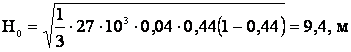 H₀ = √(1/3 · 27 · 10³ · 0,04 · 0,44(1 − 0,44)) = 9,4, м